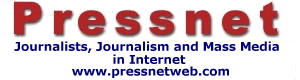 Pressnet
Journalists, Journalism and Mass Media
in Internet
www.pressnetweb.com